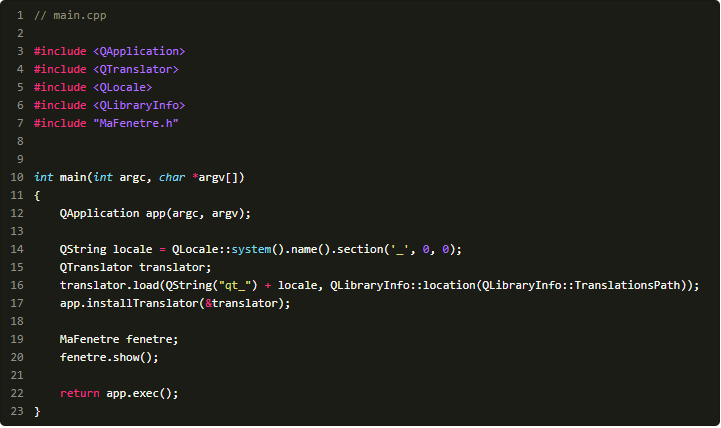 1 // main.cpp
2
3 #include <QApplication>
4 #include <QTranslator>
5 #include <QLocale>
6 #include <QLibraryInfo>
7 #include "MaFenetre.h"
8
9
10 int main(int argc, char *argv[])
11 {
12     QApplication app(argc, argv);
13
14     QString locale = QLocale::system().name().section('_', 0, 0);
15     QTranslator translator;
16     translator.load(QString("qt_") + locale, QLibraryInfo::location(QLibraryInfo::TranslationsPath));
17     app.installTranslator(&translator);
18
19     MaFenetre fenetre;
20     fenetre.show();
21
22     return app.exec();
23 }